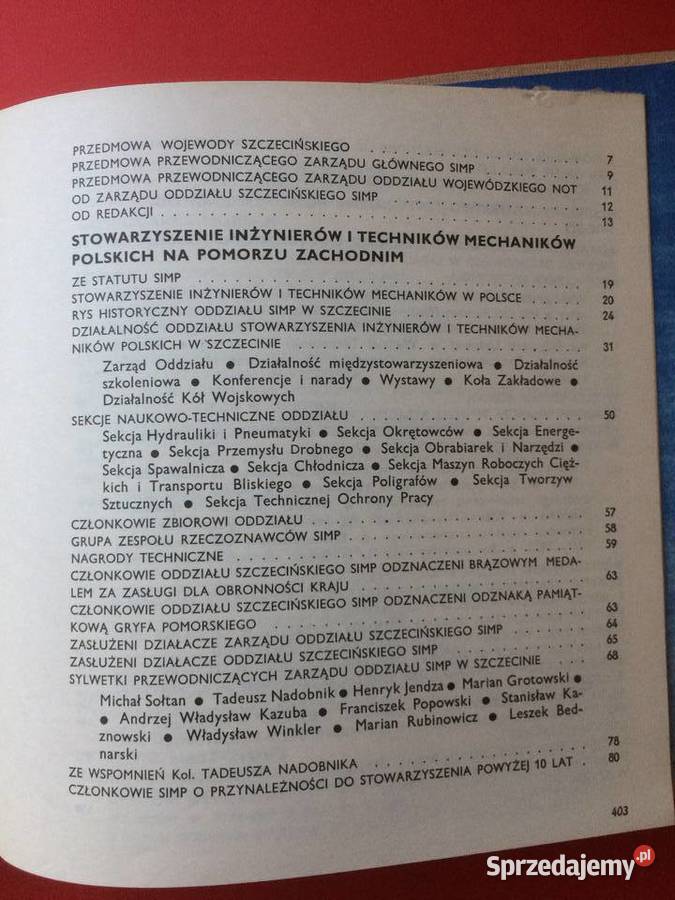 PRZEDMOWA WOJEWODY SZCZECIŃSKIEGO . . . 7
PRZEDMOWA PRZEWODNICZĄCEGO ZARZĄDU GŁÓWNEGO SIMP . . . 9
PRZEDMOWA PRZEWODNICZĄCEGO ZARZĄDU ODDZIAŁU WOJEWÓDZKIEGO NOT 11
OD ZARZĄDU ODDZIAŁU SZCZECIŃSKIEGO SIMP . . . 12
OD REDAKCJI . . . 13
STOWARZYSZENIE INŻYNIERÓW I TECHNIKÓW MECHANIKÓW
POLSKICH NA POMORZU ZACHODNIM
ZE STATUTU SIMP . . . 19
STOWARZYSZENIE INŻYNIERÓW I TECHNIKÓW MECHANIKÓW W POLSCE . . . 20
RYS HISTORYCZNY ODDZIAŁU SIMP W SZCZECINIE . . . 24
DZIAŁALNOŚĆ ODDZIAŁU STOWARZYSZENIA INŻYNIERÓW I TECHNIKÓW MECHA-
NIKÓW POLSKICH W SZCZECINIE . . . 31
Zarząd Oddziału ● Działalność międzystowarzyszeniowa ● Działalność
szkoleniowa ● Konferencje i narady ● Wystawy ● Koła Zakładowe ●
Działalność Kół Wojskowych
SEKCJE NAUKOWO-TECHNICZNE ODDZIAŁU . . . 50
Sekcja Hydrauliki i Pneumatyki ● Sekcja Okrętowców ● Sekcja Energe-
tyczna ● Sekcja Przemysłu Drobnego ● Sekcja Obrabiarek i Narzędzi ●
Sekcja Spawalnicza ● Sekcja Chłodnicza ● Sekcja Maszyn Roboczych Cięż-
kich i Transportu Bliskiego ● Sekcja Poligrafów ● Sekcja Tworzyw
Sztucznych ● Sekcja Technicznej Ochrony Pracy
CZŁONKOWIE ZBIOROWI ODDZIAŁU . . . 57
GRUPA ZESPOŁU RZECZOZNAWCÓW SIMP . . . 58
NAGRODY TECHNICZNE . . . 59
CZŁONKOWIE ODDZIAŁU SZCZECIŃSKIEGO SIMP ODZNACZENI BRĄZOWYM MEDA-
LEM ZA ZASŁUGI DLA OBRONNOŚCI KRAJU . . . 63
CZŁONKOWIE ODDZIAŁU SZCZECIŃSKIEGO SIMP ODZNACZENI ODZNAKĄ PAMIĄT-
KOWĄ GRYFA POMORSKIEGO . . . 63
ZASŁUŻENI DZIAŁACZE ZARZĄDU ODDZIAŁU SZCZECIŃSKIEGO SIMP . . . 64
ZASŁUŻENI DZIAŁACZE ODDZIAŁU SZCZECIŃSKIEGO SIMP . . . 65
SYLWETKI PRZEWODNICZĄCYCH ZARZĄDU ODDZIAŁU SIMP W SZCZECINIE . . . 68
Michał Sołtan ● Tadeusz Nadobnik ● Henryk Jendza ● Marian Grotowski ●
● Andrzej Władysław Kazuba ● Franciszek Popowski ● Stanisław Ka-
znowski ● Władysław Winkler ● Marian Rubinowicz ● Leszek Bed-
narski
ZE WSPOMNIEŃ Kol. TADEUSZA NADOBNIKA . . . 78
CZŁONKOWIE SIMP O PRZYNALEŻNOŚCI DO STOWARZYSZENIA POWYŻEJ 10 LAT . 80
403
Sprzedajemy.pl